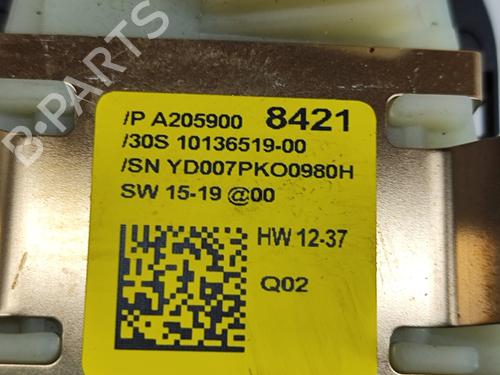 B-PARTS
/P A205900 8421
/30S 10136519-00
/SN YD007PKO0980H
SW 15-19 @00
HW 12-37
Q02